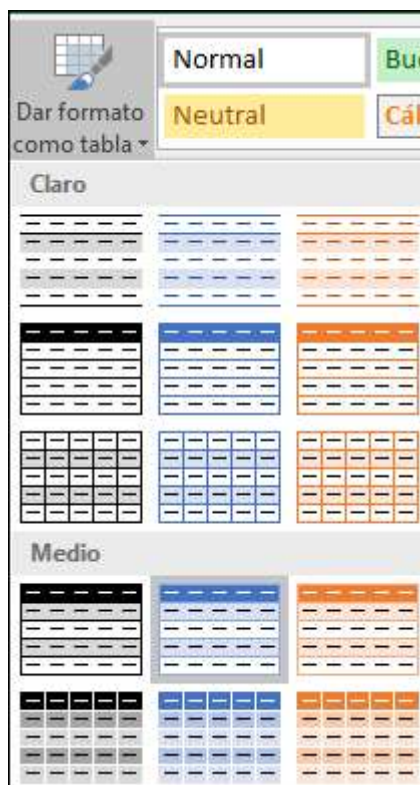 Normal
Dar formato
como tabla
Neutral
Claro
Medio